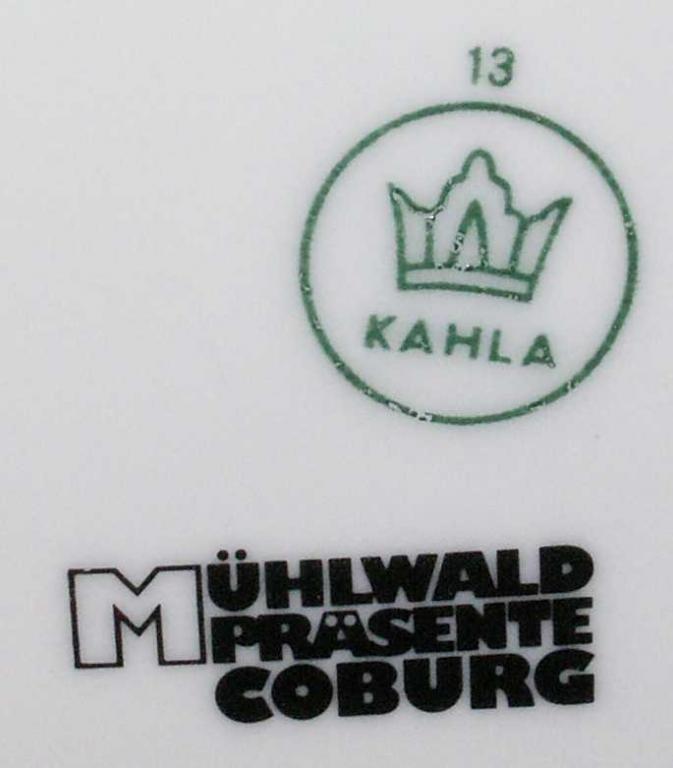 13
KAHLA
MÜHLWALD
PRÄSENTE
COBURG